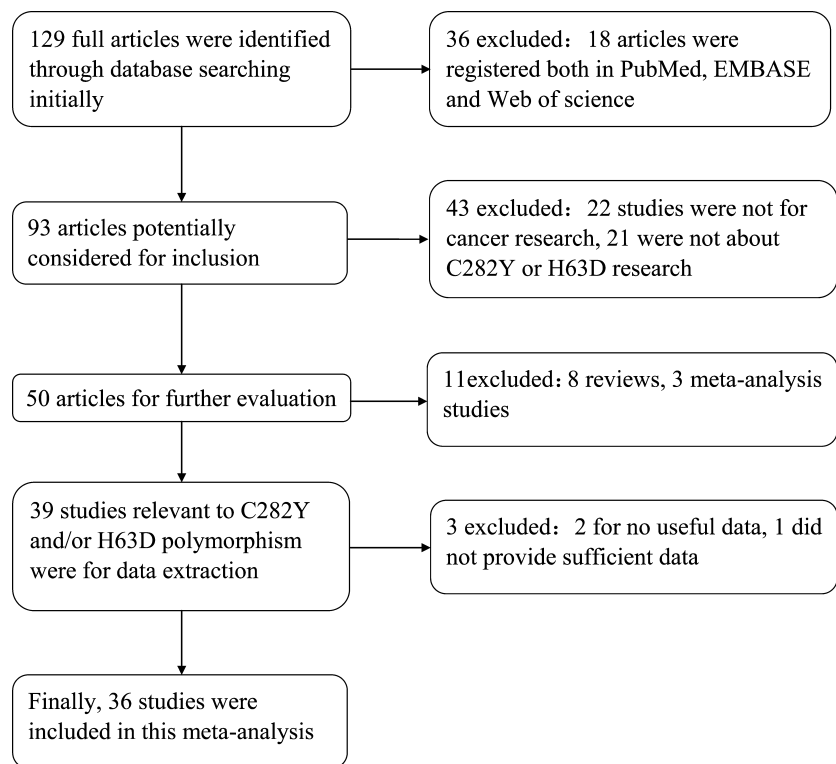 129 full articles were identified
through database searching
initially
36 excluded：18 articles were
registered both in PubMed, EMBASE
and Web of science
93 articles potentially
considered for inclusion
43 excluded：22 studies were not for
cancer research, 21 were not about
C282Y or H63D research
50 articles for further evaluation
11excluded：8 reviews, 3 meta-analysis
studies
39 studies relevant to C282Y
and/or H63D polymorphism
were for data extraction
3 excluded：2 for no useful data, 1 did
not provide sufficient data
Finally, 36 studies were
included in this meta-analysis